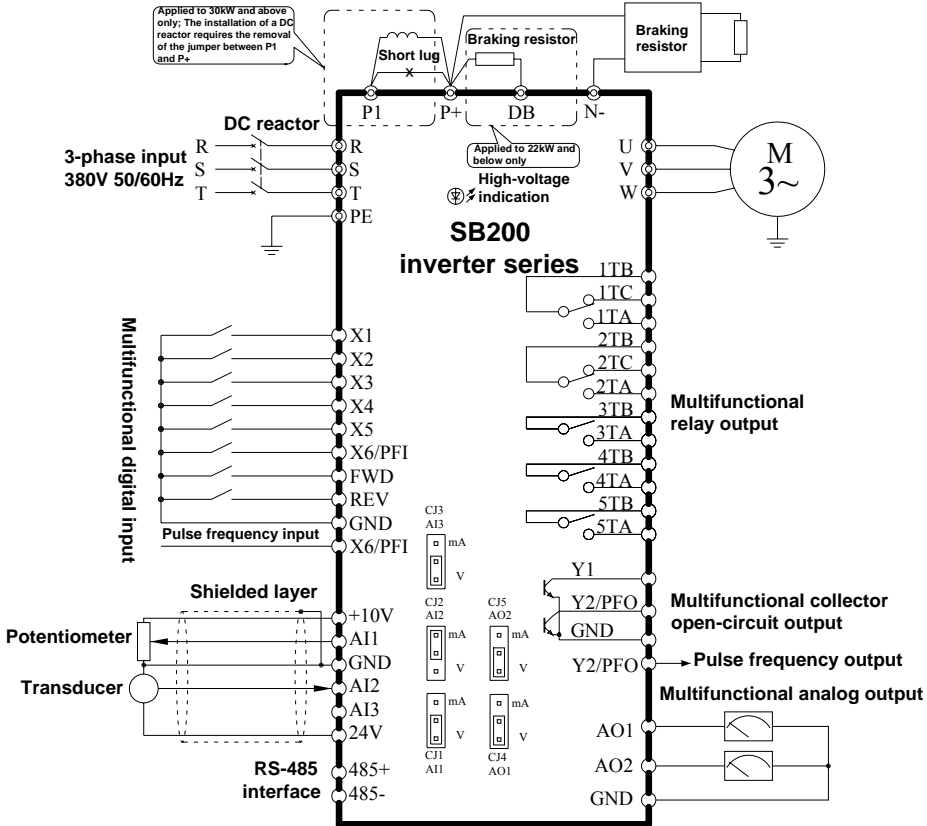 Applied to 30kW and above
only; The installation of a DC
reactor requires the removal
of the jumper between P1
and P+
Short lug
x
Braking resistor
Braking
resistor
P1
P+
DB
N-
DC reactor
Applied to 22kW and
below only
3-phase input
380V 50/60Hz
R
S
T
R
S
T
PE
High-voltage
indication
U
V
W
M
3~
SB200
inverter series
1TB
1TC
1TA
2TB
2TC
2TA
3TB
3TA
4TB
4TA
5TB
5TA
Multifunctional
relay output
Multifunctional digital input
X1
X2
X3
X4
X5
X6/PFI
FWD
REV
GND
Pulse frequency input
X6/PFI
CJ3
AI3
mA
V
CJ2
AI2
mA
V
CJ5
AO2
mA
V
mA
V
CJ1
AI1
mA
V
CJ4
AO1
Y1
Y2/PFO
GND
Y2/PFO
Multifunctional collector
open-circuit output
Pulse frequency output
Multifunctional analog output
Shielded layer
Potentiometer
Transducer
+10V
AI1
GND
AI2
AI3
24V
RS-485
interface
485+
485-
AO1
AO2
GND